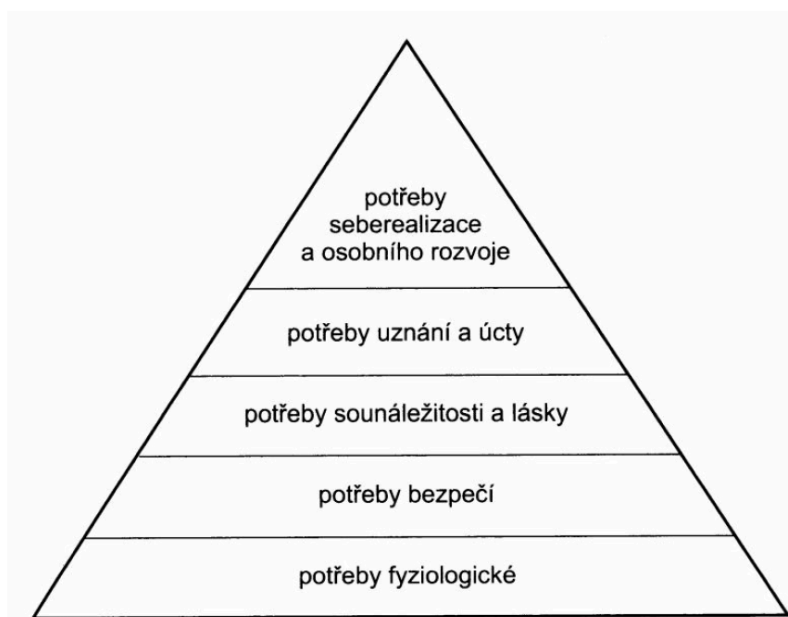 potřeby
seberealizace
a osobního rozvoje
potřeby uznání a úcty
potřeby sounáležitosti a lásky
potřeby bezpečí
potřeby fyziologické